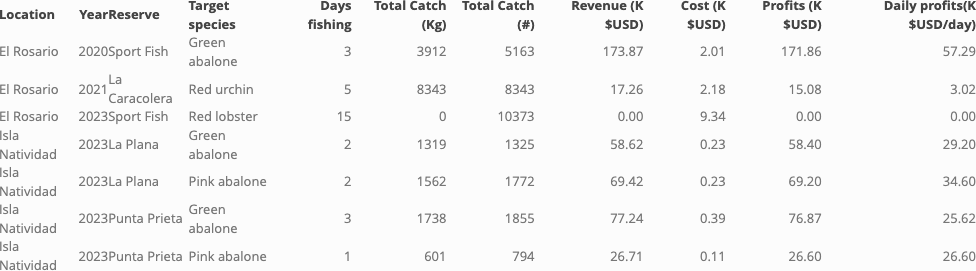 Location Year Reserve Target species Days fishing Total Catch (Kg) Total Catch (#) Revenue (K $USD) Cost (K $USD) Profits (K $USD) Daily profits(K $USD/day)
El Rosario 2020 Sport Fish Green abalone 3 3912 5163 173.87 2.01 171.86 57.29
El Rosario 2021 La Caracolera Red urchin 5 8343 8343 17.26 2.18 15.08 3.02
El Rosario 2023 Sport Fish Red lobster 15 0 10373 0.00 9.34 0.00 0.00
Isla Natividad 2023 La Plana Green abalone 2 1319 1325 58.62 0.23 58.40 29.20
Isla Natividad 2023 La Plana Pink abalone 2 1562 1772 69.42 0.23 69.20 34.60
Isla Natividad 2023 Punta Prieta Green abalone 3 1738 1855 77.24 0.39 76.87 25.62
Isla Natividad 2023 Punta Prieta Pink abalone 1 601 794 26.71 0.11 26.60 26.60